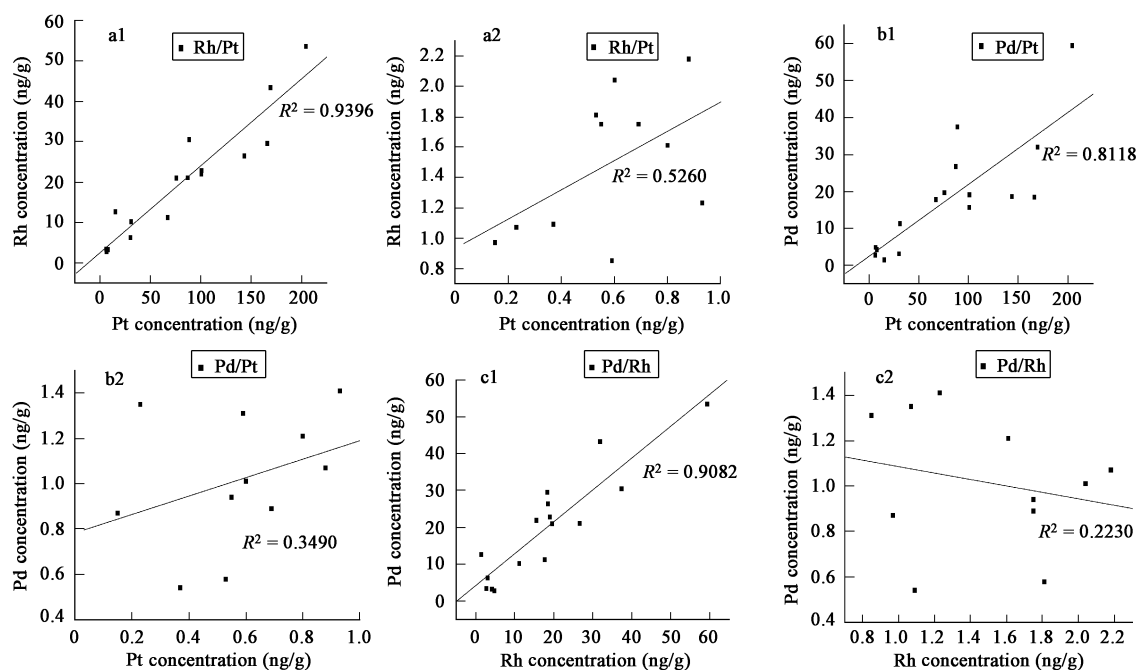 a1
Rh/Pt
R² = 0.9396
Rh concentration (ng/g)
60
50
40
30
20
10
0
0 50 100 150 200
Pt concentration (ng/g)
a2
Rh/Pt
R² = 0.5260
Rh concentration (ng/g)
2.2
2.0
1.8
1.6
1.4
1.2
1.0
0.8
0 0.2 0.4 0.6 0.8 1.0
Pt concentration (ng/g)
b1
Pd/Pt
R² = 0.8118
Pd concentration (ng/g)
60
50
40
30
20
10
0
0 50 100 150 200
Pt concentration (ng/g)
b2
Pd/Pt
R² = 0.3490
Pd concentration (ng/g)
1.4
1.2
1.0
0.8
0.6
0.4
0 0.2 0.4 0.6 0.8 1.0
Pt concentration (ng/g)
c1
Pd/Rh
R² = 0.9082
Pd concentration (ng/g)
60
50
40
30
20
10
0
0 10 20 30 40 50 60
Rh concentration (ng/g)
c2
Pd/Rh
R² = 0.2230
Pd concentration (ng/g)
1.4
1.2
1.0
0.8
0.6
0.4
0.8 1.0 1.2 1.4 1.6 1.8 2.0 2.2
Rh concentration (ng/g)